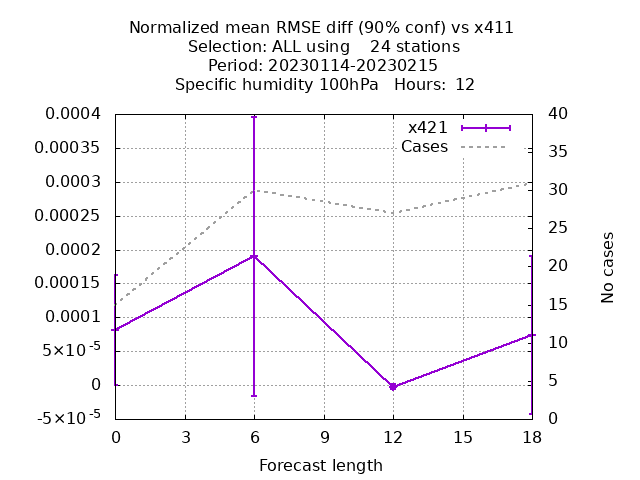 Normalized mean RMSE diff (90% conf) vs x411
Selection: ALL using    24 stations
Period: 20230114-20230215
Specific humidity 100hPa   Hours:  12
x421
Cases
0.0004
0.00035
0.0003
0.00025
0.0002
0.00015
0.0001
5×10⁻⁵
0
-5×10⁻⁵
40
35
30
25
20
15
10
5
0
No cases
0 3 6 9 12 15 18
Forecast length